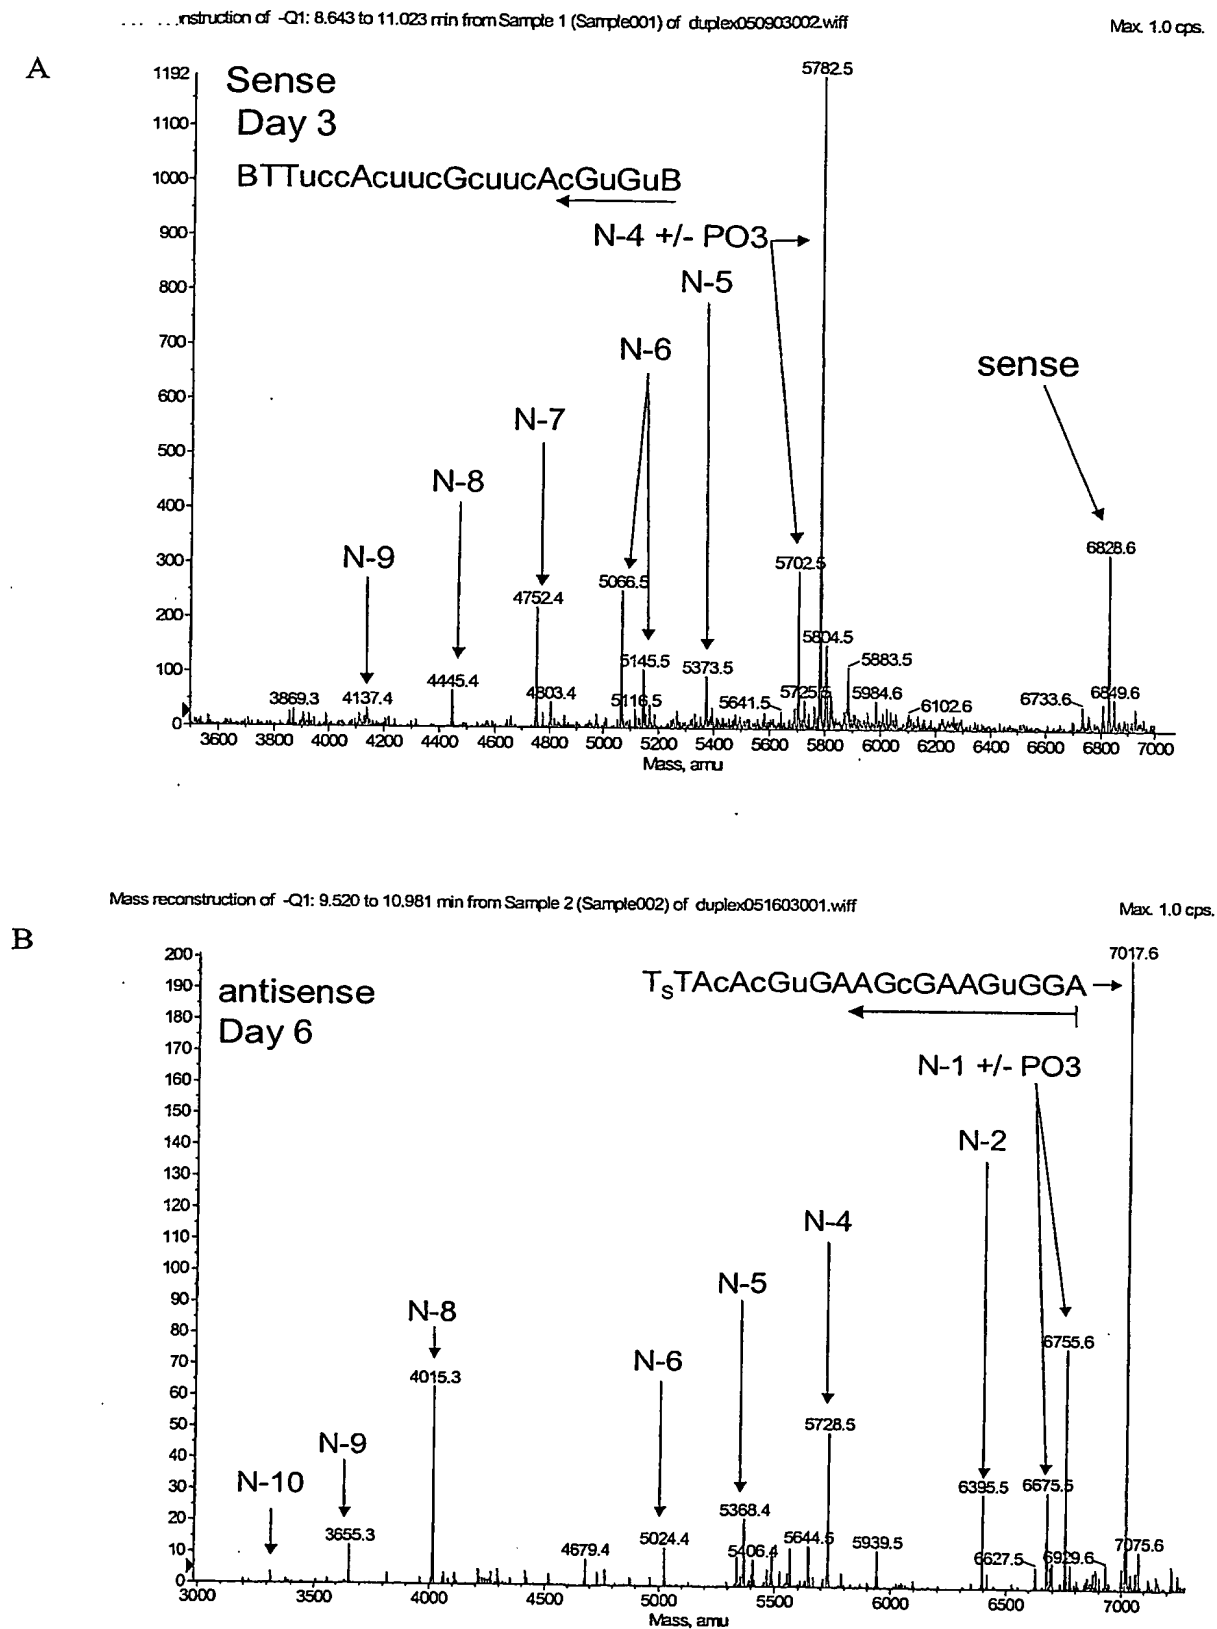 nstruction of -Q1: 8.643 to 11.023 min from Sample 1 (Sample001) of duplex050903002.wiff Max. 1.0 cps.
A
Sense
Day 3
BTTuccAcuucGcuucAcGuGuB
N-4 +/- PO3
N-5
N-6
N-7
N-8
N-9
sense
5782.5
6828.6
5702.5
5066.5
4752.4
5804.5
5883.5
5145.5
5373.5
4445.4
3869.3 4137.4 4803.4 5116.5 5641.5 5725.5 5984.6 6102.6 6733.6 6849.6
1192
1100
1000
900
800
700
600
500
400
300
200
100
0
3600 3800 4000 4200 4400 4600 4800 5000 5200 5400 5600 5800 6000 6200 6400 6600 6800 7000
Mass, amu
Mass reconstruction of -Q1: 9.520 to 10.981 min from Sample 2 (Sample002) of duplex051603001.wiff Max. 1.0 cps.
B
antisense
Day 6
TsTAcAcGuGAAGcGAAGuGGA
7017.6
N-1 +/- PO3
N-2
N-4
N-5
N-8
N-6
N-9
N-10
6755.6
4015.3
5728.5
6395.5 6675.5
5368.4
3655.3 5024.4
4679.4 5406.4 5644.5 5939.5 6627.5 6929.6 7075.6
200
190
180
170
160
150
140
130
120
110
100
90
80
70
60
50
40
30
20
10
0
3000 3500 4000 4500 5000 5500 6000 6500 7000
Mass, amu